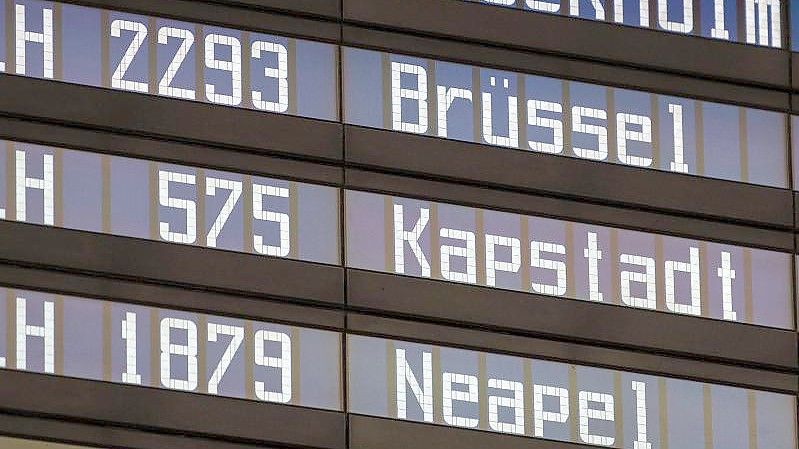 LH 2293 Brüssel
LH 575 Kapstadt
LH 1879 Neapel